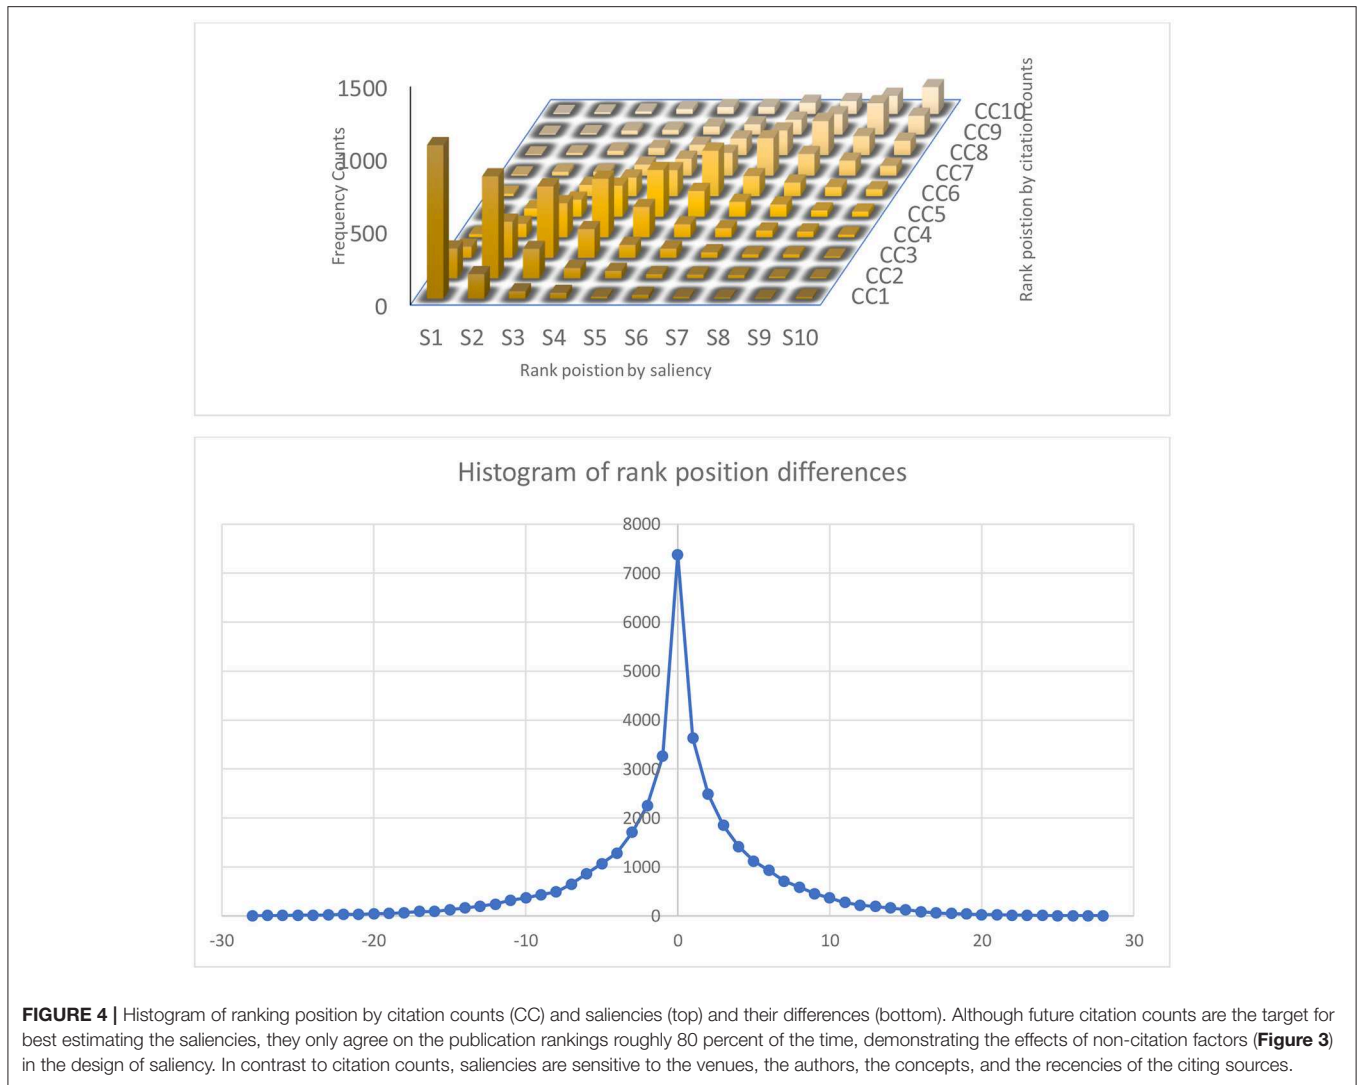 1500
1000
500
0
Frequency Counts
S1 S2 S3 S4 S5 S6 S7 S8 S9 S10
Rank poistion by saliency
CC10
CC9
CC8
CC7
CC6
CC5
CC4
CC3
CC2
CC1
Rank poistion by citation counts
Histogram of rank position differences
8000
7000
6000
5000
4000
3000
2000
1000
0
-30 -20 -10 0 10 20 30
FIGURE 4 | Histogram of ranking position by citation counts (CC) and saliencies (top) and their differences (bottom). Although future citation counts are the target for
best estimating the saliencies, they only agree on the publication rankings roughly 80 percent of the time, demonstrating the effects of non-citation factors (Figure 3)
in the design of saliency. In contrast to citation counts, saliencies are sensitive to the venues, the authors, the concepts, and the recencies of the citing sources.